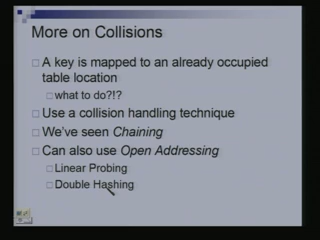 More on Collisions
A key is mapped to an already occupied
table location
what to do?!?
Use a collision handling technique
We've seen Chaining
Can also use Open Addressing
Linear Probing
Double Hashing